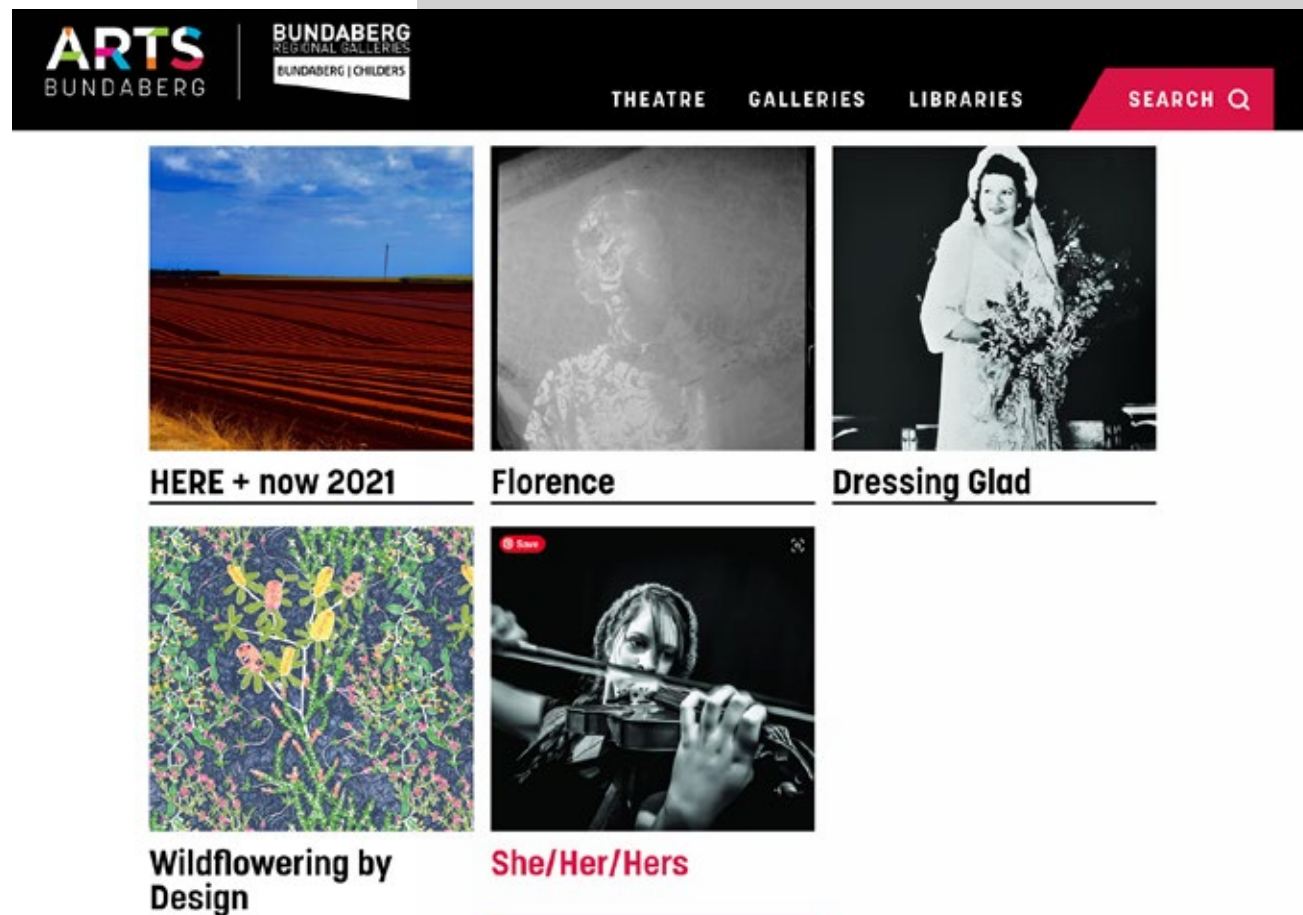 ARTS
BUNDABERG
BUNDABERG
REGIONAL GALLERIES
BUNDABERG | CHILDERS
THEATRE
GALLERIES
LIBRARIES
SEARCH
HERE + now 2021
Florence
Dressing Glad
Save
Wildflowering by
Design
She/Her/Hers